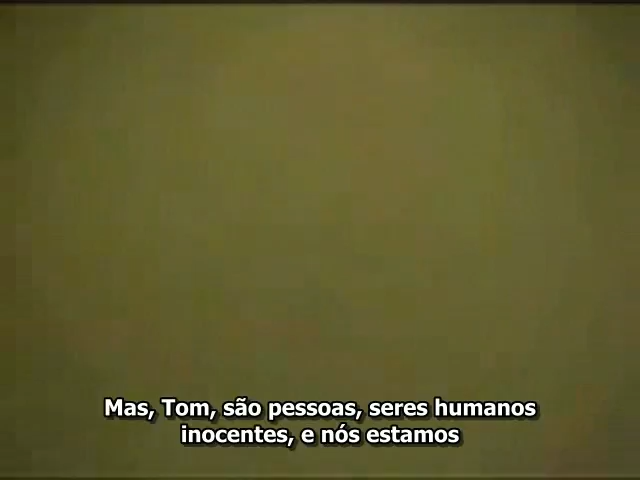 Mas, Tom, são pessoas, seres humanos
inocentes, e nós estamos